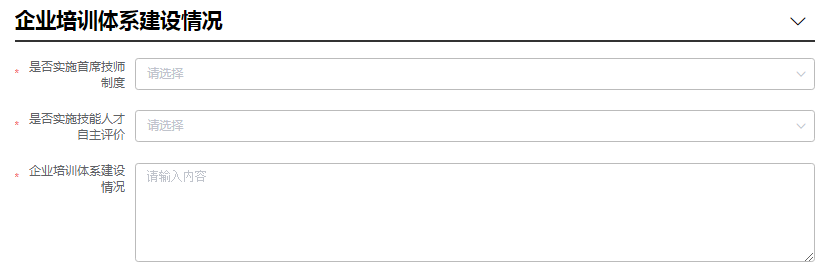 企业培训体系建设情况
* 是否实施首席技师
制度
请选择
* 是否实施技能人才
自主评价
请选择
* 企业培训体系建设
情况
请输入内容